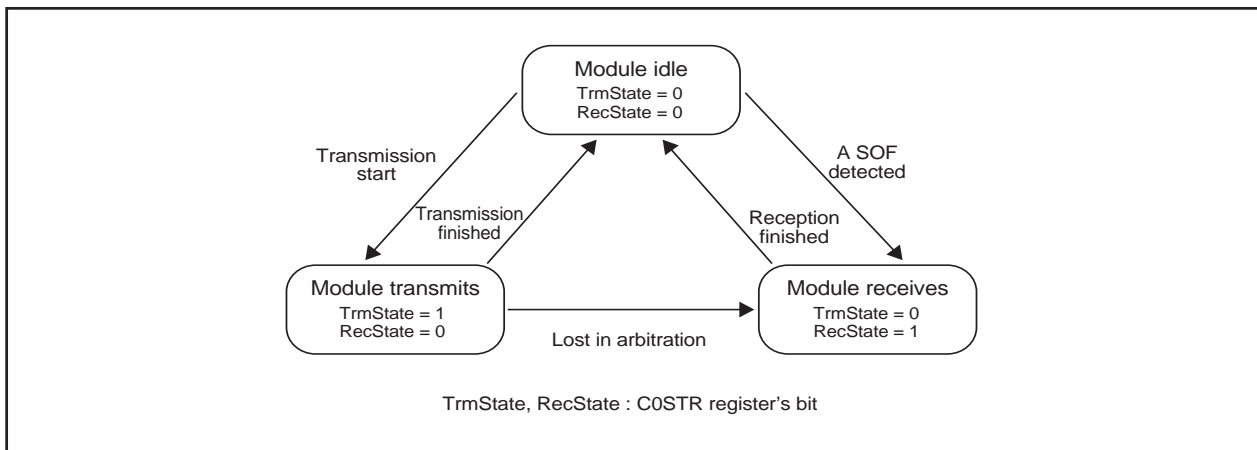 Module idle
TrmState = 0
RecState = 0
Transmission
start
A SOF
detected
Transmission
finished
Reception
finished
Module transmits
TrmState = 1
RecState = 0
Module receives
TrmState = 0
RecState = 1
Lost in arbitration
TrmState, RecState : C0STR register's bit